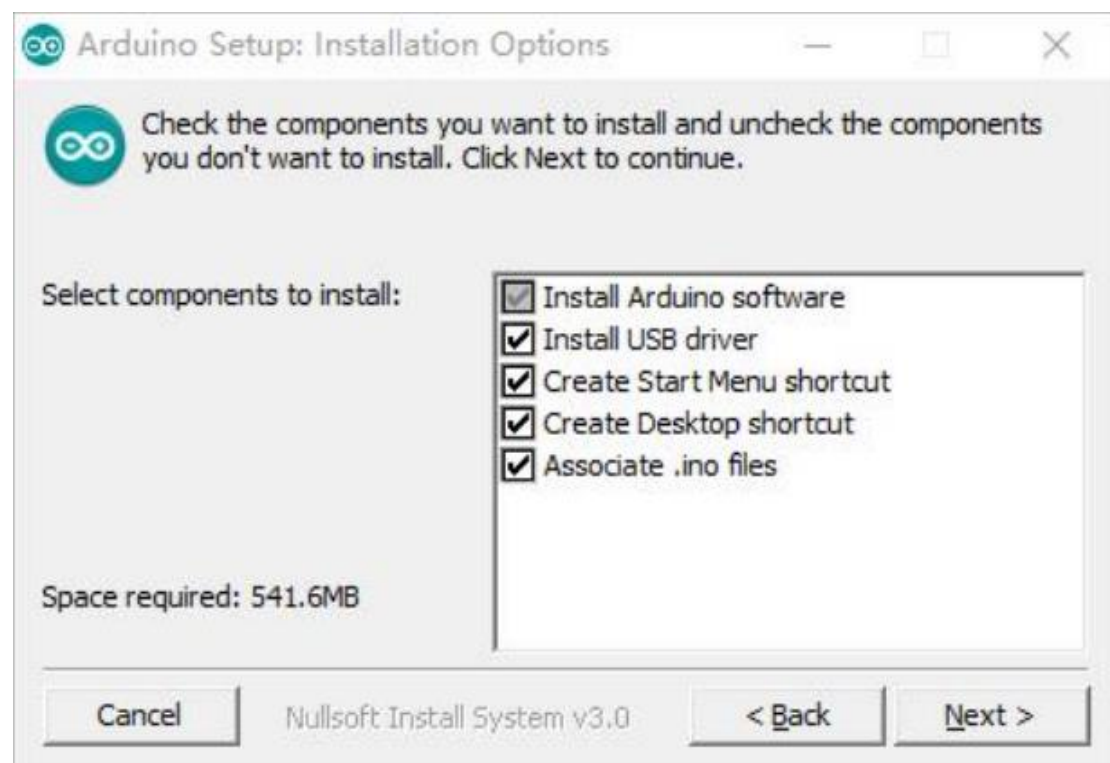 Arduino Setup: Installation Options
Check the components you want to install and uncheck the components
you don't want to install. Click Next to continue.
Select components to install:
Install Arduino software
Install USB driver
Create Start Menu shortcut
Create Desktop shortcut
Associate .ino files
Space required: 541.6MB
Cancel
Nullsoft Install System v3.0
< Back
Next >